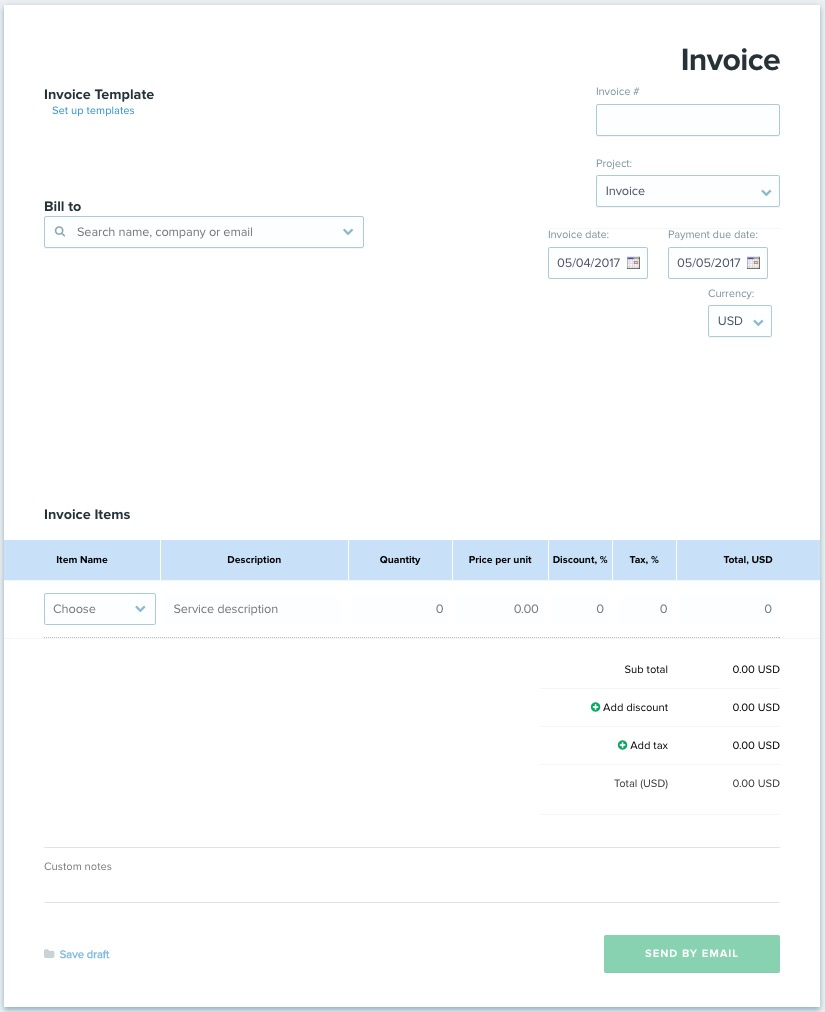 Invoice
Invoice Template
Set up templates
Invoice #
Project:
Invoice
Bill to
Search name, company or email
Invoice date: Payment due date:
05/04/2017 05/05/2017
Currency:
USD
Invoice Items
Item Name Description Quantity Price per unit Discount, % Tax, % Total, USD
Choose Service description 0 0.00 0 0 0
Sub total 0.00 USD
Add discount 0.00 USD
Add tax 0.00 USD
Total (USD) 0.00 USD
Custom notes
Save draft SEND BY EMAIL